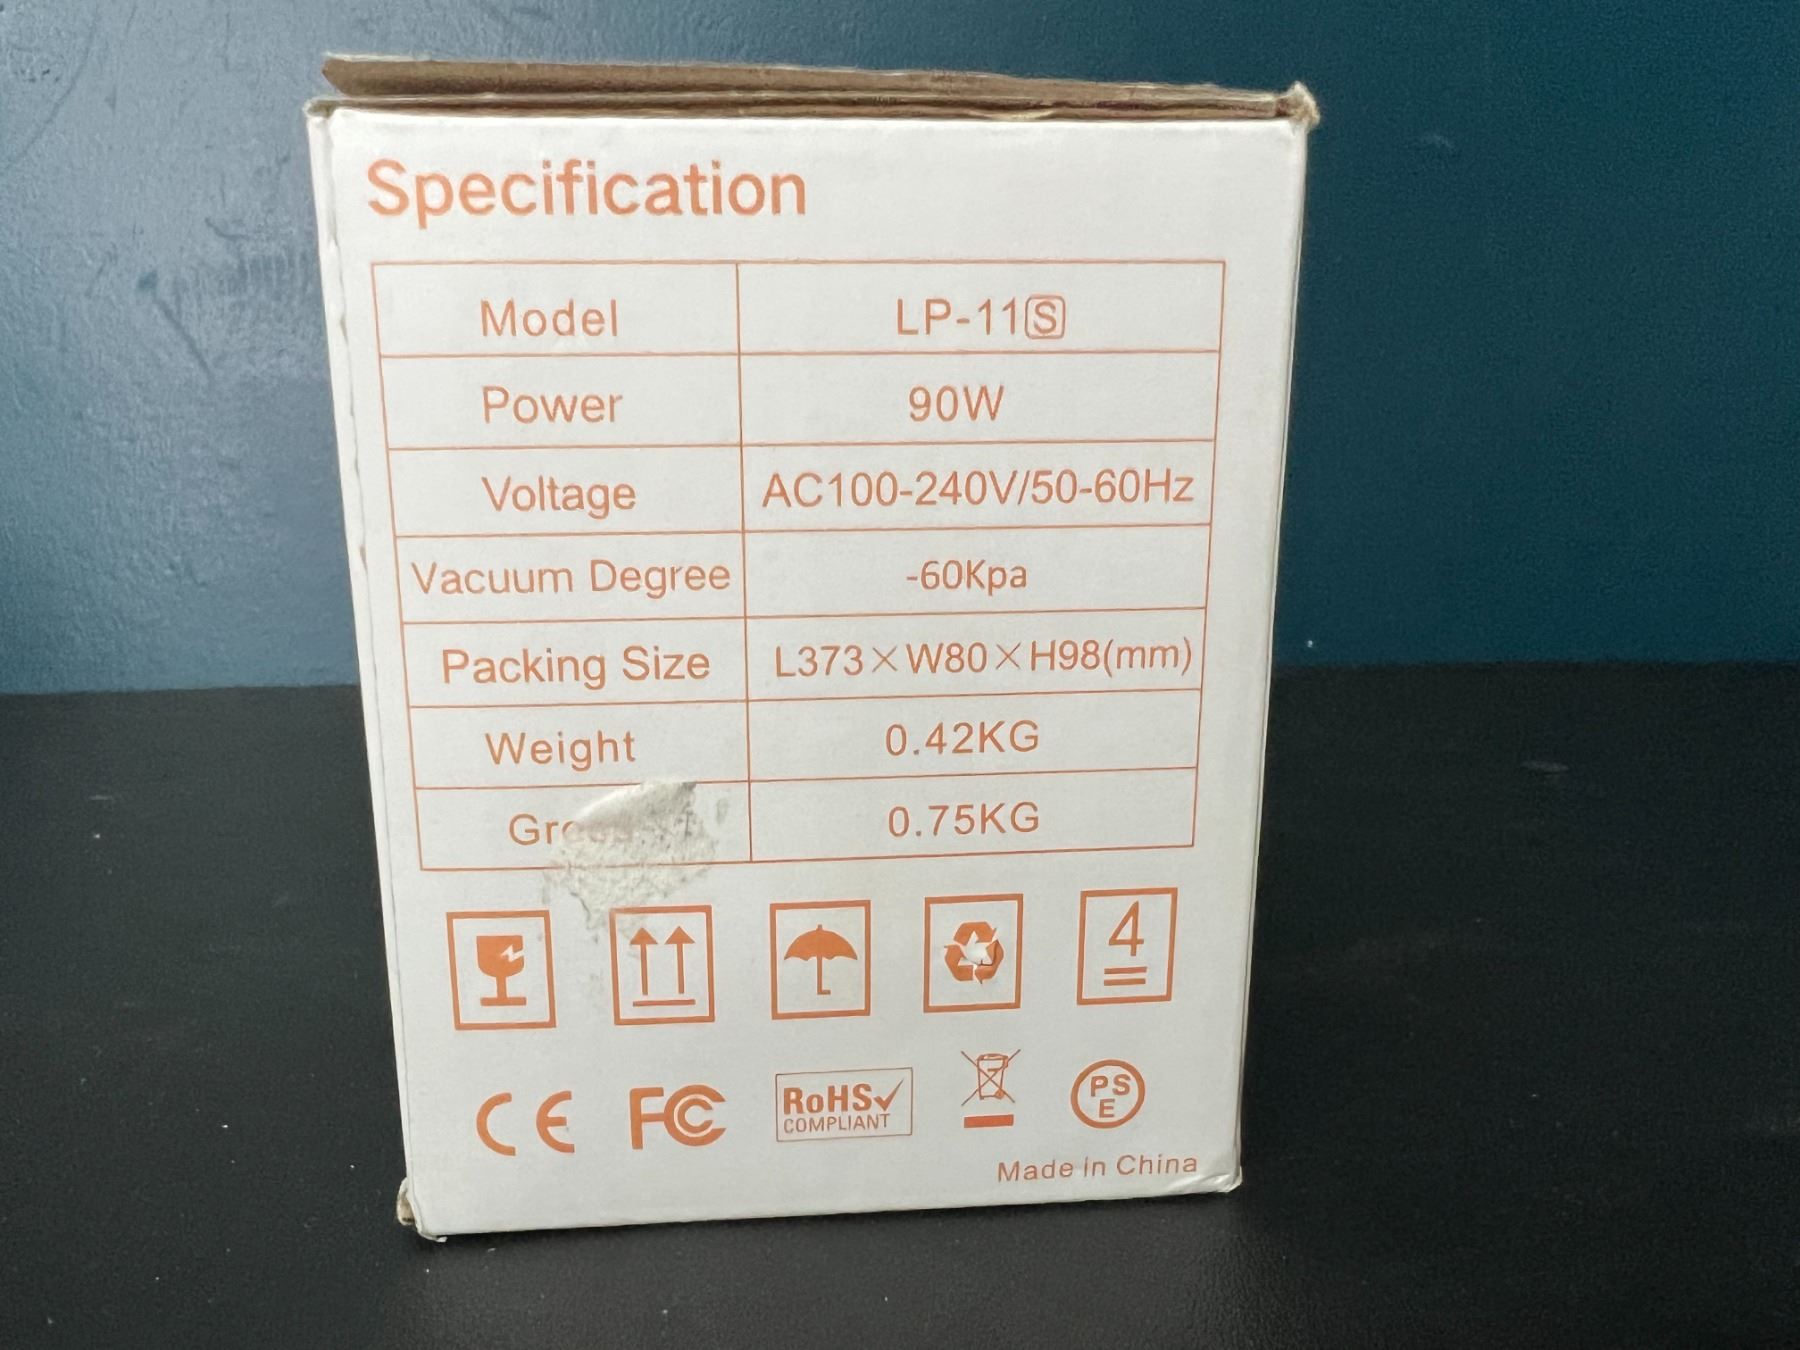 Specification
Model LP-11S
Power 90W
Voltage AC100-240V/50-60Hz
Vacuum Degree -60Kpa
Packing Size L373×W80×H98(mm)
Weight 0.42KG
0.75KG
4
CE FC RoHS✓ PSE
COMPLIANT
Made in China